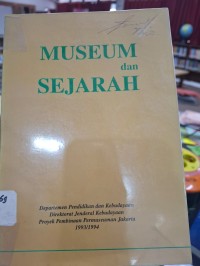 MUSEUM
dan
SEJARAH
Departemen Pendidikan dan Kebudayaan
Direktorat Jenderal Kebudayaan
Proyek Pembinaan Permuseuman Jakarta
1993/1994